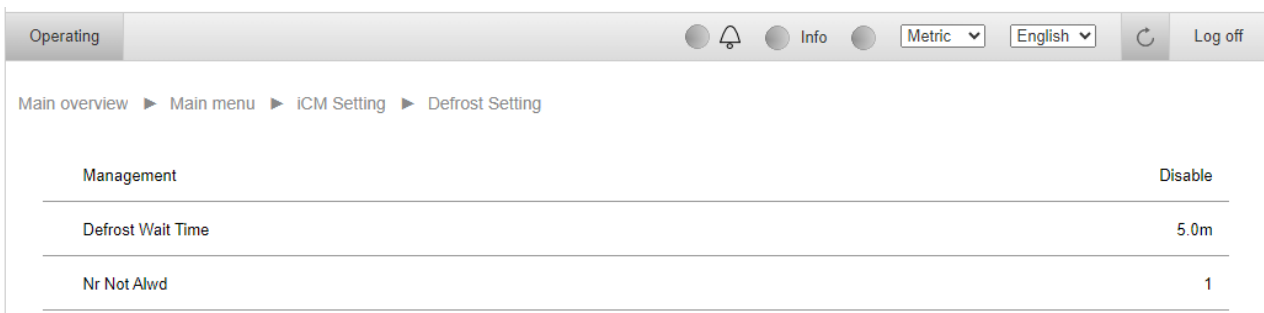 Operating Info Metric English Log off
Main overview ► Main menu ► iCM Setting ► Defrost Setting
Management Disable
Defrost Wait Time 5.0m
Nr Not Alwd 1